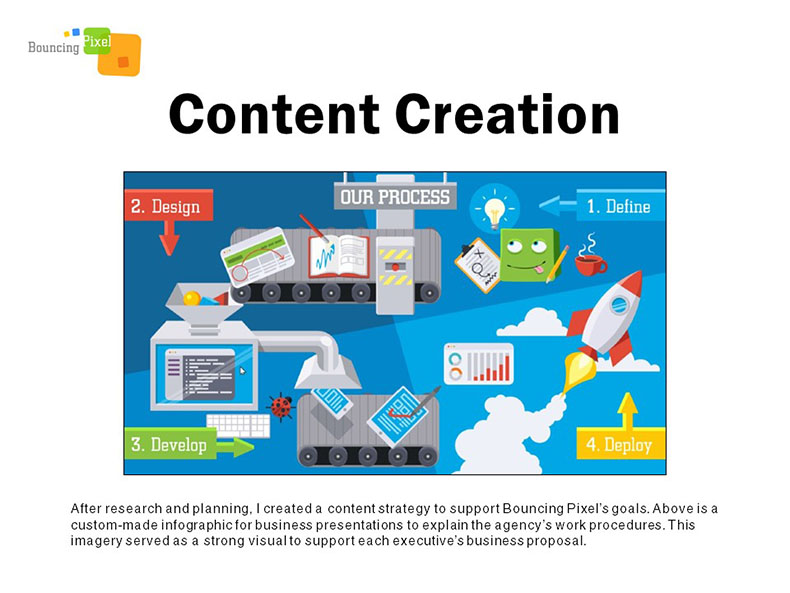 Bouncing Pixel
Content Creation
OUR PROCESS
1. Define
2. Design
3. Develop
4. Deploy
After research and planning, I created a content strategy to support Bouncing Pixel's goals. Above is a
custom-made infographic for business presentations to explain the agency's work procedures. This
imagery served as a strong visual to support each executive's business proposal.